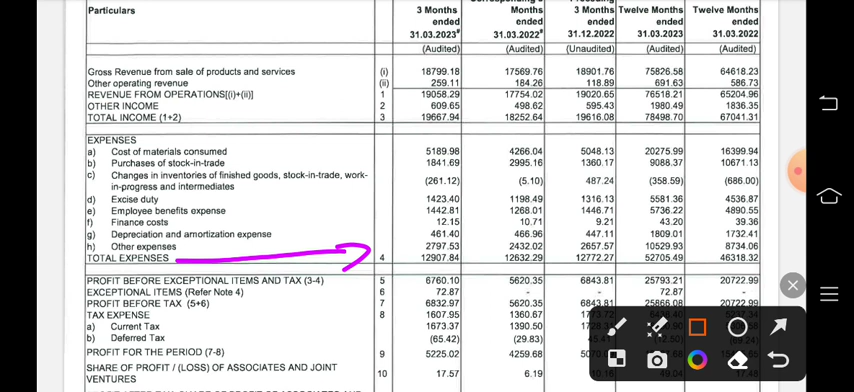 Particulars 3 Months Months 3 Months Twelve Months Twelve Months
ended ended ended ended ended
31.03.2023# 31.03.2022# 31.12.2022 31.03.2023 31.03.2022
(Audited) (Audited) (Unaudited) (Audited) (Audited)
Gross Revenue from sale of products and services (i) 18799.18 17569.76 18901.76 75826.58 64618.23
Other operating revenue (ii) 259.11 184.26 118.89 691.63 586.73
REVENUE FROM OPERATIONS[(i)+(ii)] 1 19058.29 17754.02 19020.65 76518.21 65204.96
OTHER INCOME 2 609.65 498.62 595.43 1980.49 1836.35
TOTAL INCOME (1+2) 3 19667.94 18252.64 19616.08 78498.70 67041.31
EXPENSES
a) Cost of materials consumed 5189.98 4266.04 5048.13 20275.99 16399.94
b) Purchases of stock-in-trade 1841.69 2995.16 1360.17 9088.37 10671.13
c) Changes in inventories of finished goods, stock-in-trade, work-
in-progress and intermediates (261.12) (5.10) 487.24 (358.59) (686.00)
d) Excise duty 1423.40 1198.49 1316.13 5581.36 4536.87
e) Employee benefits expense 1442.81 1268.01 1446.71 5736.22 4890.55
f) Finance costs 12.15 10.71 9.21 43.20 39.36
g) Depreciation and amortization expense 461.40 466.96 447.11 1809.01 1732.41
h) Other expenses 2797.53 2432.02 2657.57 10529.93 8734.06
TOTAL EXPENSES 4 12907.84 12632.29 12772.27 52705.49 46318.32
PROFIT BEFORE EXCEPTIONAL ITEMS AND TAX (3-4) 5 6760.10 5620.35 6843.81 25793.21 20722.99
EXCEPTIONAL ITEMS (Refer Note 4) 6 72.87 - - 72.87 -
PROFIT BEFORE TAX (5+6) 7 6832.97 5620.35 6843.81 25866.08 20722.99
TAX EXPENSE 8 1607.95 1360.67
a) Current Tax 1673.37 1390.50
b) Deferred Tax (65.42) (29.83)
PROFIT FOR THE PERIOD (7-8) 9 5225.02 4259.68
SHARE OF PROFIT / (LOSS) OF ASSOCIATES AND JOINT
VENTURES 10 17.57 6.19